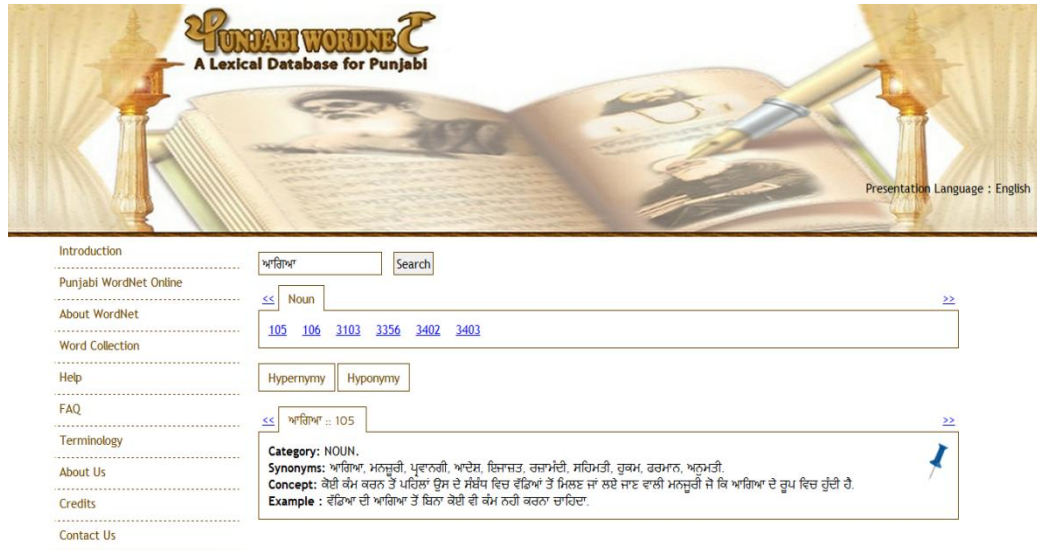 PUNJABI WORDNET
A Lexical Database for Punjabi
Presentation Language : English
Introduction
Punjabi WordNet Online
About WordNet
Word Collection
Help
FAQ
Terminology
About Us
Credits
Contact Us
ਆਗਿਆ Search
<< Noun >>
105 106 3103 3356 3402 3403
Hypernymy Hyponymy
<< ਆਗਿਆ :: 105 >>
Category: NOUN.
Synonyms: ਆਗਿਆ, ਮਨਜ਼ੂਰੀ, ਪ੍ਰਵਾਨਗੀ, ਆਦੇਸ਼, ਇਜਾਜ਼ਤ, ਰਜ਼ਾਮੰਦੀ, ਸਹਿਮਤੀ, ਹੁਕਮ, ਫਰਮਾਨ, ਅਨੁਮਤੀ.
Concept: ਕੋਈ ਕੰਮ ਕਰਨ ਤੋਂ ਪਹਿਲਾਂ ਉਸ ਦੇ ਸੰਬੰਧ ਵਿਚ ਵੱਡਿਆਂ ਤੋਂ ਮਿਲਣ ਜਾਂ ਲਏ ਜਾਣ ਵਾਲੀ ਮਨਜੂਰੀ ਜੋ ਕਿ ਆਗਿਆ ਦੇ ਰੂਪ ਵਿਚ ਹੁੰਦੀ ਹੈ.
Example : ਵੱਡਿਆ ਦੀ ਆਗਿਆ ਤੋਂ ਬਿਨਾ ਕੋਈ ਵੀ ਕੰਮ ਨਹੀ ਕਰਨਾ ਚਾਹਿਦਾ.